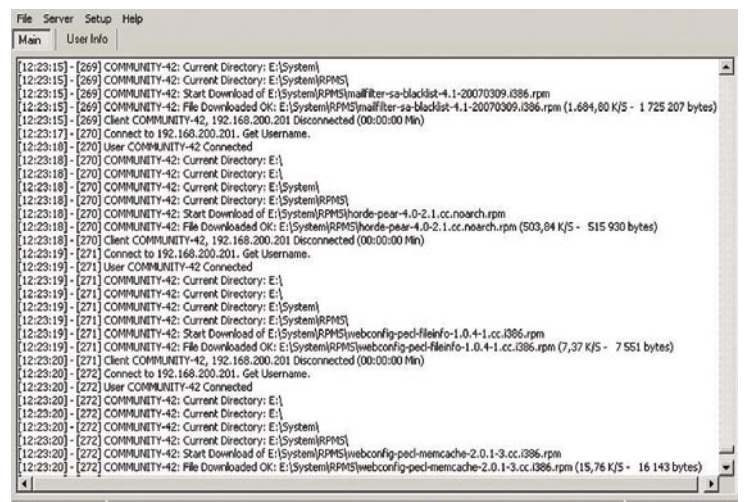 File Server Setup Help
Main User Info
[12:23:15] - [269] COMMUNITY-42: Current Directory: E:\System\
[12:23:15] - [269] COMMUNITY-42: Current Directory: E:\System\RPMS\
[12:23:15] - [269] COMMUNITY-42: Start Download of E:\System\RPMS\mailfilter-sa-blacklist-4.1-20070309.i386.rpm
[12:23:15] - [269] COMMUNITY-42: File Downloaded OK: E:\System\RPMS\mailfilter-sa-blacklist-4.1-20070309.i386.rpm (1.684,80 K/S - 1 725 207 bytes)
[12:23:15] - [269] Client COMMUNITY-42, 192.168.200.201 Disconnected (00:00:00 Min)
[12:23:17] - [270] Connect to 192.168.200.201. Get Username.
[12:23:18] - [270] User COMMUNITY-42 Connected
[12:23:18] - [270] COMMUNITY-42: Current Directory: E:\
[12:23:18] - [270] COMMUNITY-42: Current Directory: E:\
[12:23:18] - [270] COMMUNITY-42: Current Directory: E:\System\
[12:23:18] - [270] COMMUNITY-42: Current Directory: E:\System\RPMS\
[12:23:18] - [270] COMMUNITY-42: Start Download of E:\System\RPMS\horde-pear-4.0-2.1.cc.noarch.rpm
[12:23:18] - [270] COMMUNITY-42: File Downloaded OK: E:\System\RPMS\horde-pear-4.0-2.1.cc.noarch.rpm (503,84 K/S - 515 930 bytes)
[12:23:18] - [270] Client COMMUNITY-42, 192.168.200.201 Disconnected (00:00:00 Min)
[12:23:19] - [271] Connect to 192.168.200.201. Get Username.
[12:23:19] - [271] User COMMUNITY-42 Connected
[12:23:19] - [271] COMMUNITY-42: Current Directory: E:\
[12:23:19] - [271] COMMUNITY-42: Current Directory: E:\
[12:23:19] - [271] COMMUNITY-42: Current Directory: E:\System\
[12:23:19] - [271] COMMUNITY-42: Current Directory: E:\System\RPMS\
[12:23:19] - [271] COMMUNITY-42: Start Download of E:\System\RPMS\webconfig-pecl-fileinfo-1.0.4-1.cc.i386.rpm
[12:23:19] - [271] COMMUNITY-42: File Downloaded OK: E:\System\RPMS\webconfig-pecl-fileinfo-1.0.4-1.cc.i386.rpm (7,37 K/S - 7 551 bytes)
[12:23:20] - [271] Client COMMUNITY-42, 192.168.200.201 Disconnected (00:00:00 Min)
[12:23:20] - [272] Connect to 192.168.200.201. Get Username.
[12:23:20] - [272] User COMMUNITY-42 Connected
[12:23:20] - [272] COMMUNITY-42: Current Directory: E:\
[12:23:20] - [272] COMMUNITY-42: Current Directory: E:\
[12:23:20] - [272] COMMUNITY-42: Current Directory: E:\System\
[12:23:20] - [272] COMMUNITY-42: Current Directory: E:\System\RPMS\
[12:23:20] - [272] COMMUNITY-42: Start Download of E:\System\RPMS\webconfig-pecl-memcache-2.0.1-3.cc.i386.rpm
[12:23:20] - [272] COMMUNITY-42: File Downloaded OK: E:\System\RPMS\webconfig-pecl-memcache-2.0.1-3.cc.i386.rpm (15,76 K/S - 16 143 bytes)